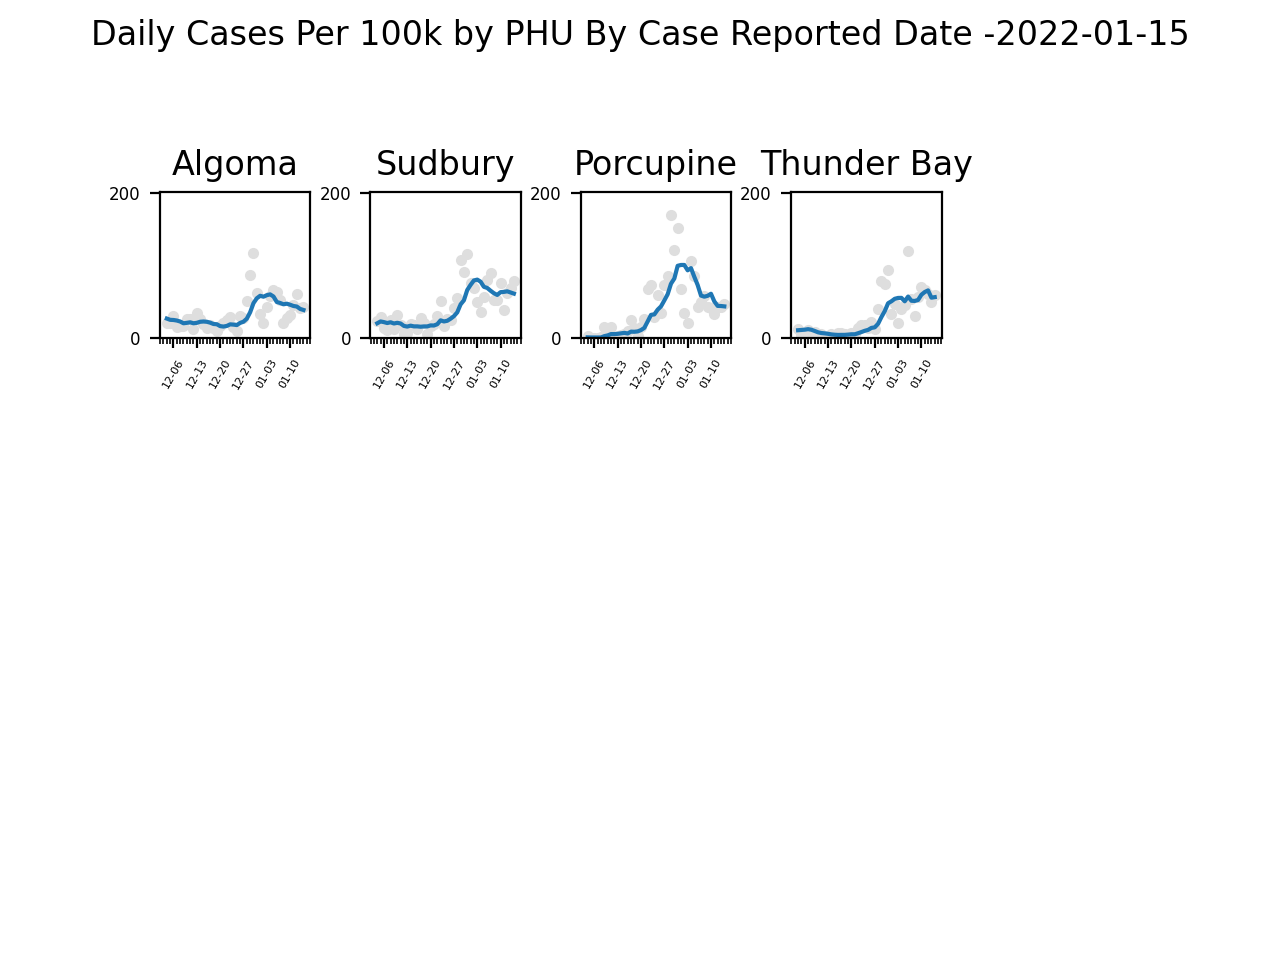 Daily Cases Per 100k by PHU By Case Reported Date -2022-01-15
Algoma Sudbury Porcupine Thunder Bay
200 200 200 200
0 0 0 0
12-06 12-13 12-20 12-27 01-03 01-10 12-06 12-13 12-20 12-27 01-03 01-10 12-06 12-13 12-20 12-27 01-03 01-10 12-06 12-13 12-20 12-27 01-03 01-10